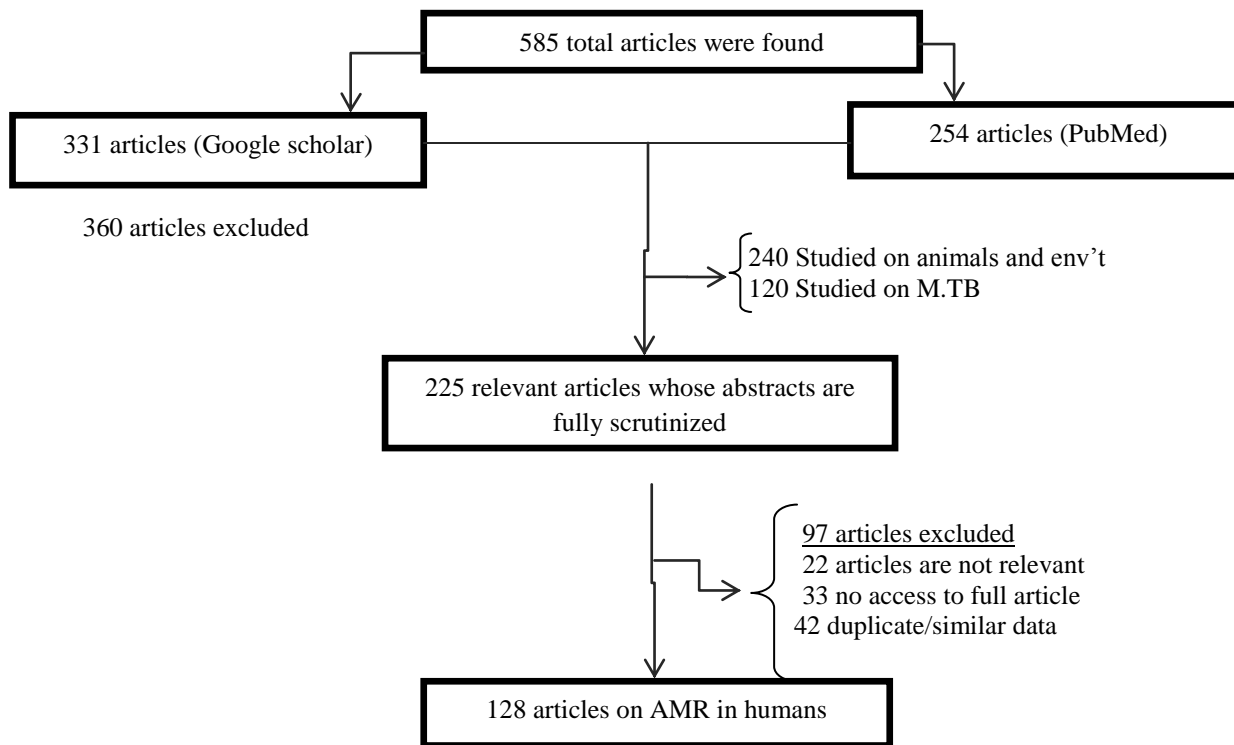 585 total articles were found
331 articles (Google scholar)
254 articles (PubMed)
360 articles excluded
240 Studied on animals and env’t
120 Studied on M.TB
225 relevant articles whose abstracts are
fully scrutinized
97 articles excluded
22 articles are not relevant
33 no access to full article
42 duplicate/similar data
128 articles on AMR in humans